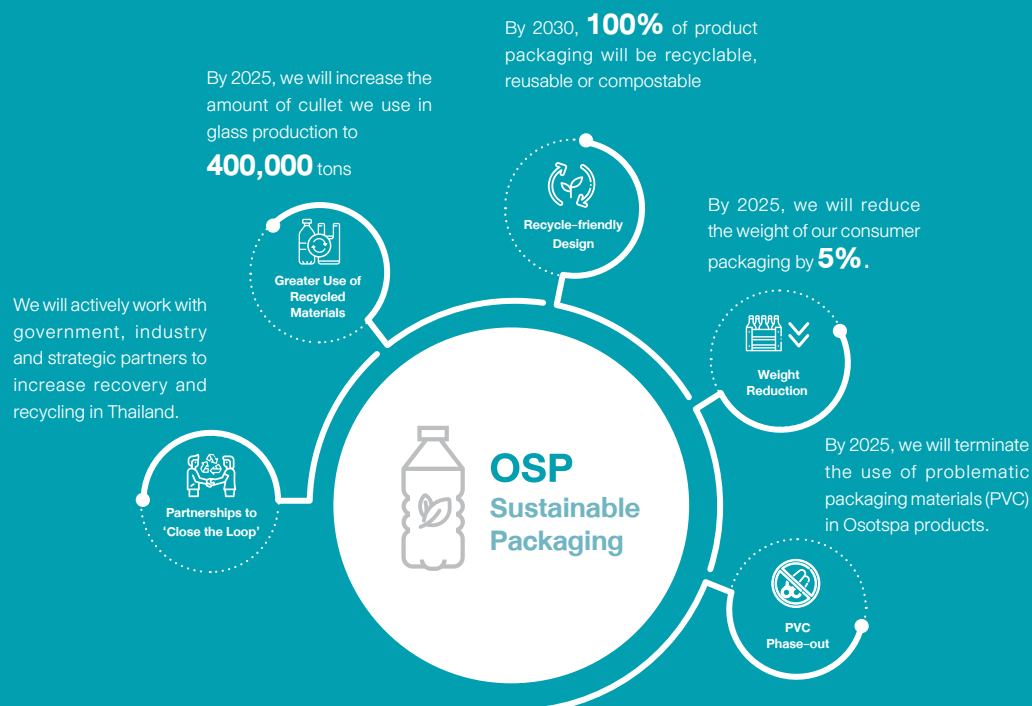 By 2030, 100% of product
packaging will be recyclable,
reusable or compostable
By 2025, we will increase the
amount of cullet we use in
glass production to
400,000 tons
Recycle-friendly
Design
By 2025, we will reduce
the weight of our consumer
packaging by 5%.
Greater Use of
Recycled
Materials
We will actively work with
government, industry
and strategic partners to
increase recovery and
recycling in Thailand.
Weight
Reduction
By 2025, we will terminate
the use of problematic
packaging materials (PVC)
in Osotspa products.
OSP
Sustainable
Packaging
Partnerships to
'Close the Loop'
PVC
Phase-out